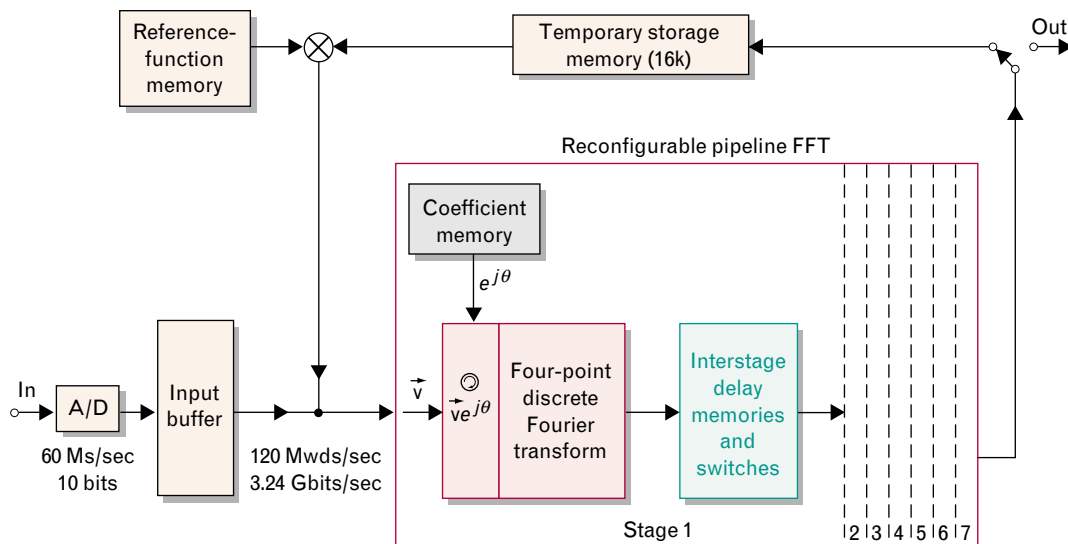 Reference-
function
memory
Temporary storage
memory (16k)
Out
Reconfigurable pipeline FFT
Coefficient
memory
e^{jθ}
In
A/D
60 Ms/sec
10 bits
Input
buffer
120 Mwds/sec
3.24 Gbits/sec
v⃗
v⃗e^{jθ}
Four-point
discrete
Fourier
transform
Interstage
delay
memories
and
switches
Stage 1
2 3 4 5 6 7